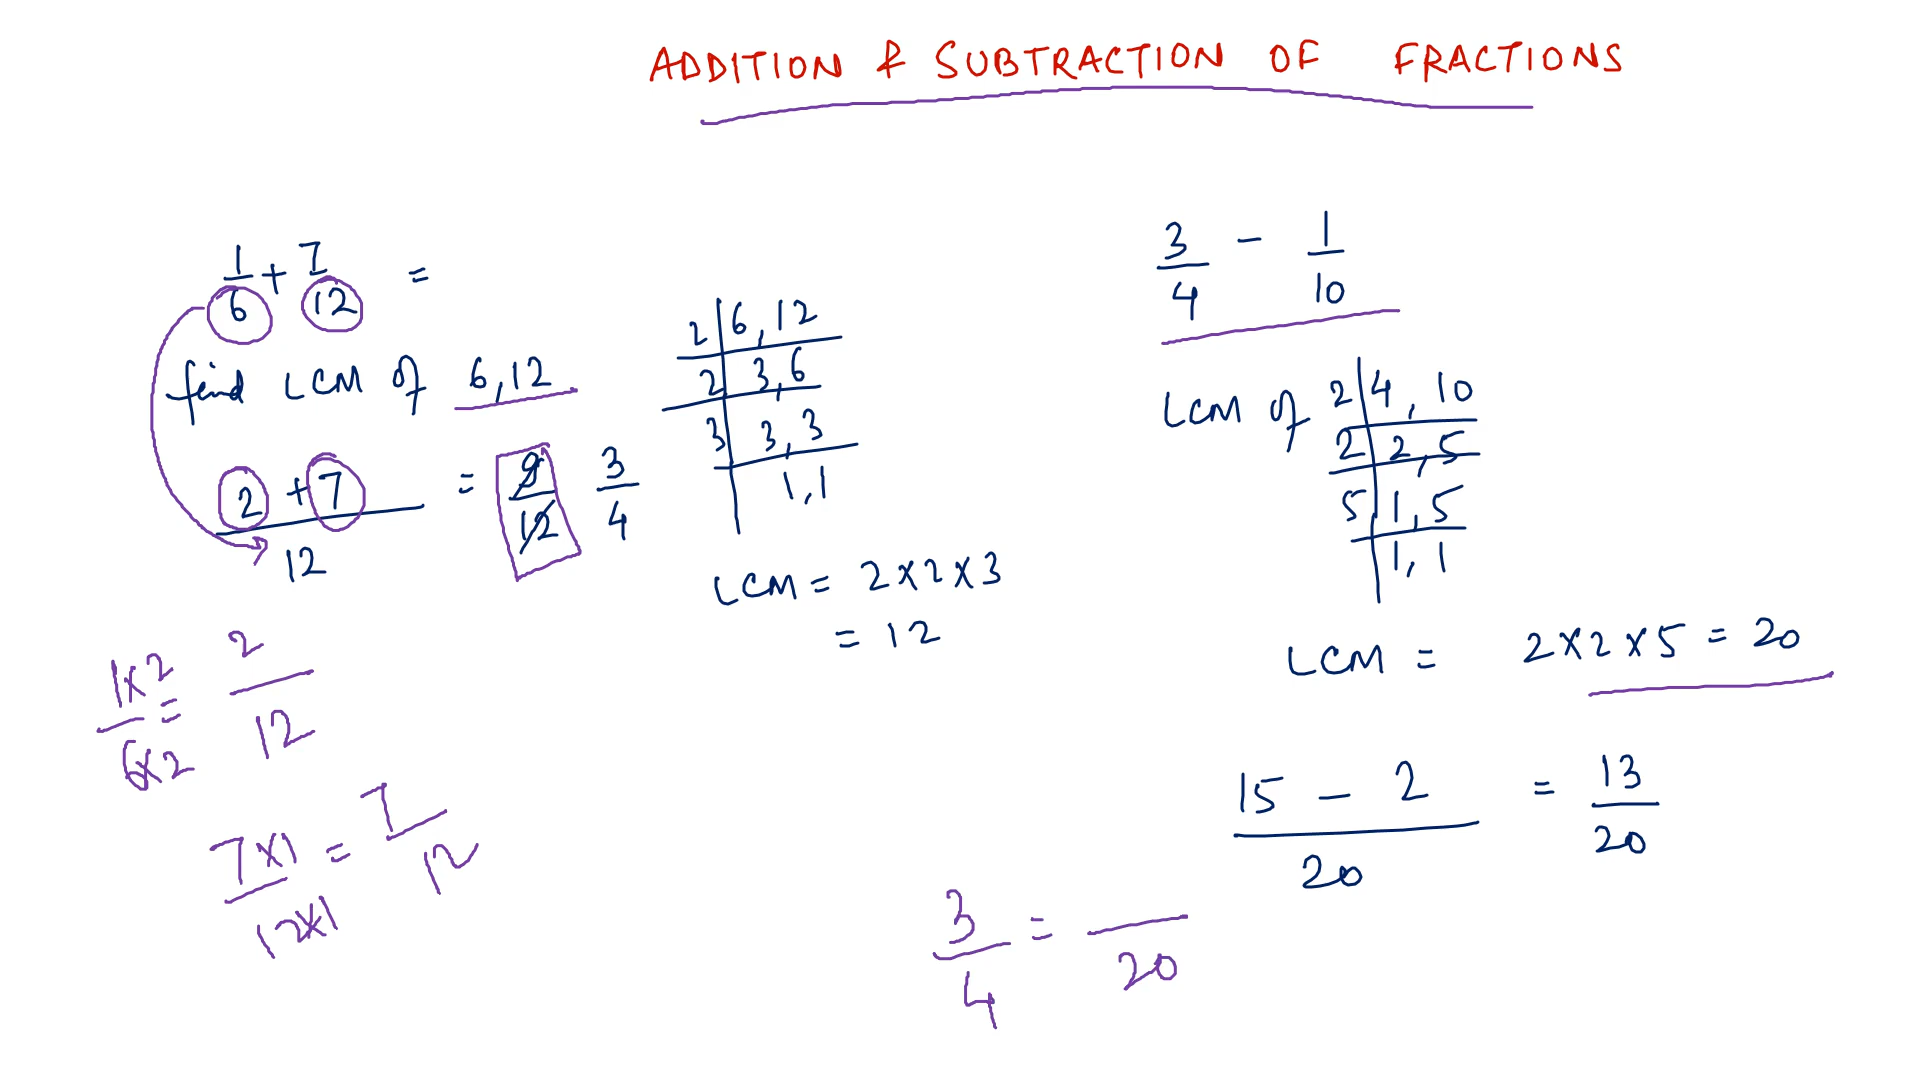 ADDITION & SUBTRACTION OF FRACTIONS
1/6 + 7/12 =
find LCM of 6,12
2 | 6, 12
2 | 3, 6
3 | 3, 3
1, 1
LCM = 2×2×3
= 12
2 + 7 / 12 = 9/12 3/4
1×2 / 6×2 = 2/12
7×1 / 12×1 = 7/12
3/4 - 1/10
LCM of 2 | 4, 10
2 | 2, 5
5 | 1, 5
1, 1
LCM = 2×2×5 = 20
15 - 2 / 20 = 13/20
3/4 = /20